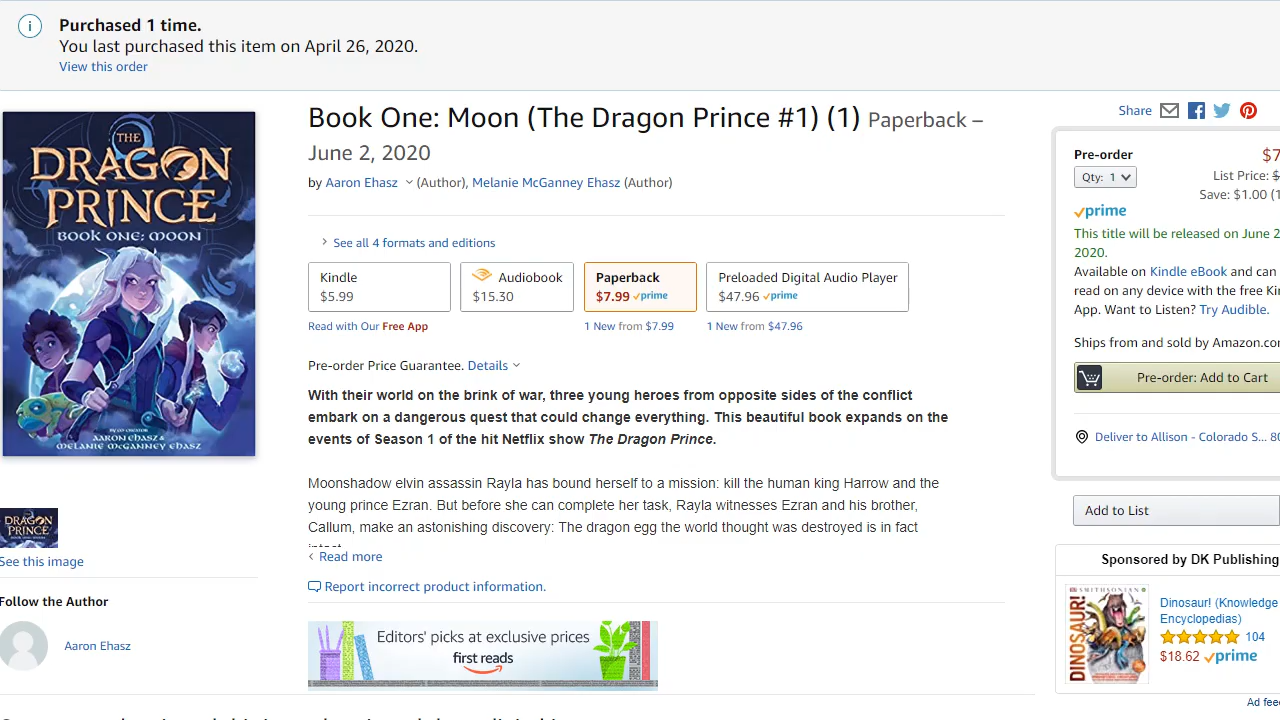 Purchased 1 time.
You last purchased this item on April 26, 2020.
View this order
THE
DRAGON
PRINCE
BOOK ONE: MOON
BY CO-CREATOR
AARON EHASZ &
MELANIE MCGANNEY EHASZ
DRAGON
PRINCE
See this image
Follow the Author
Aaron Ehasz
Book One: Moon (The Dragon Prince #1) (1) Paperback –
June 2, 2020
by Aaron Ehasz (Author), Melanie McGanney Ehasz (Author)
See all 4 formats and editions
Kindle
$5.99
Audiobook
$15.30
Paperback
$7.99 prime
Preloaded Digital Audio Player
$47.96 prime
Read with Our Free App
1 New from $7.99
1 New from $47.96
Pre-order Price Guarantee. Details
With their world on the brink of war, three young heroes from opposite sides of the conflict
embark on a dangerous quest that could change everything. This beautiful book expands on the
events of Season 1 of the hit Netflix show The Dragon Prince.
Moonshadow elvin assassin Rayla has bound herself to a mission: kill the human king Harrow and the
young prince Ezran. But before she can complete her task, Rayla witnesses Ezran and his brother,
Callum, make an astonishing discovery: The dragon egg the world thought was destroyed is in fact
Read more
Report incorrect product information.
Editors' picks at exclusive prices
first reads
Share
Pre-order
$7
Qty: 1
List Price: $
Save: $1.00 (1
prime
This title will be released on June 2
2020.
Available on Kindle eBook and can
read on any device with the free Kin
App. Want to Listen? Try Audible.
Ships from and sold by Amazon.co
Pre-order: Add to Cart
Deliver to Allison - Colorado S... 80
Add to List
Sponsored by DK Publishing
SMITHSONIAN
DINOSAUR!
Dinosaur! (Knowledge
Encyclopedias)
104
$18.62 prime
Ad fee